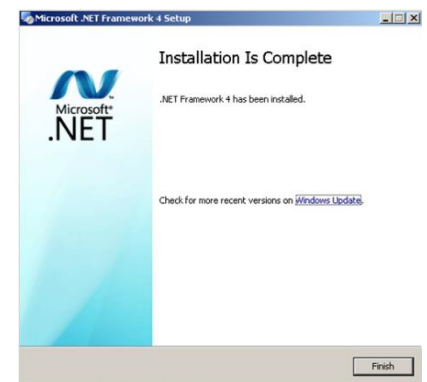 Microsoft .NET Framework 4 Setup
Installation Is Complete
Microsoft®
.NET
.NET Framework 4 has been installed.
Check for more recent versions on Windows Update.
Finish